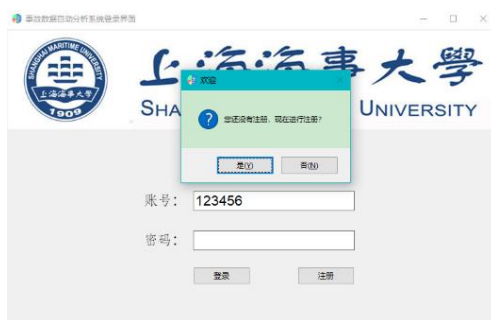 事故数据自动分析系统登录界面
SHANGHAI MARITIME UNIVERSITY
上海海事大学
1909
上海海事大学
SHA
UNIVERSITY
欢迎
您还没有注册,现在进行注册?
是(Y)
否(N)
账号: 123456
密码:
登录
注册